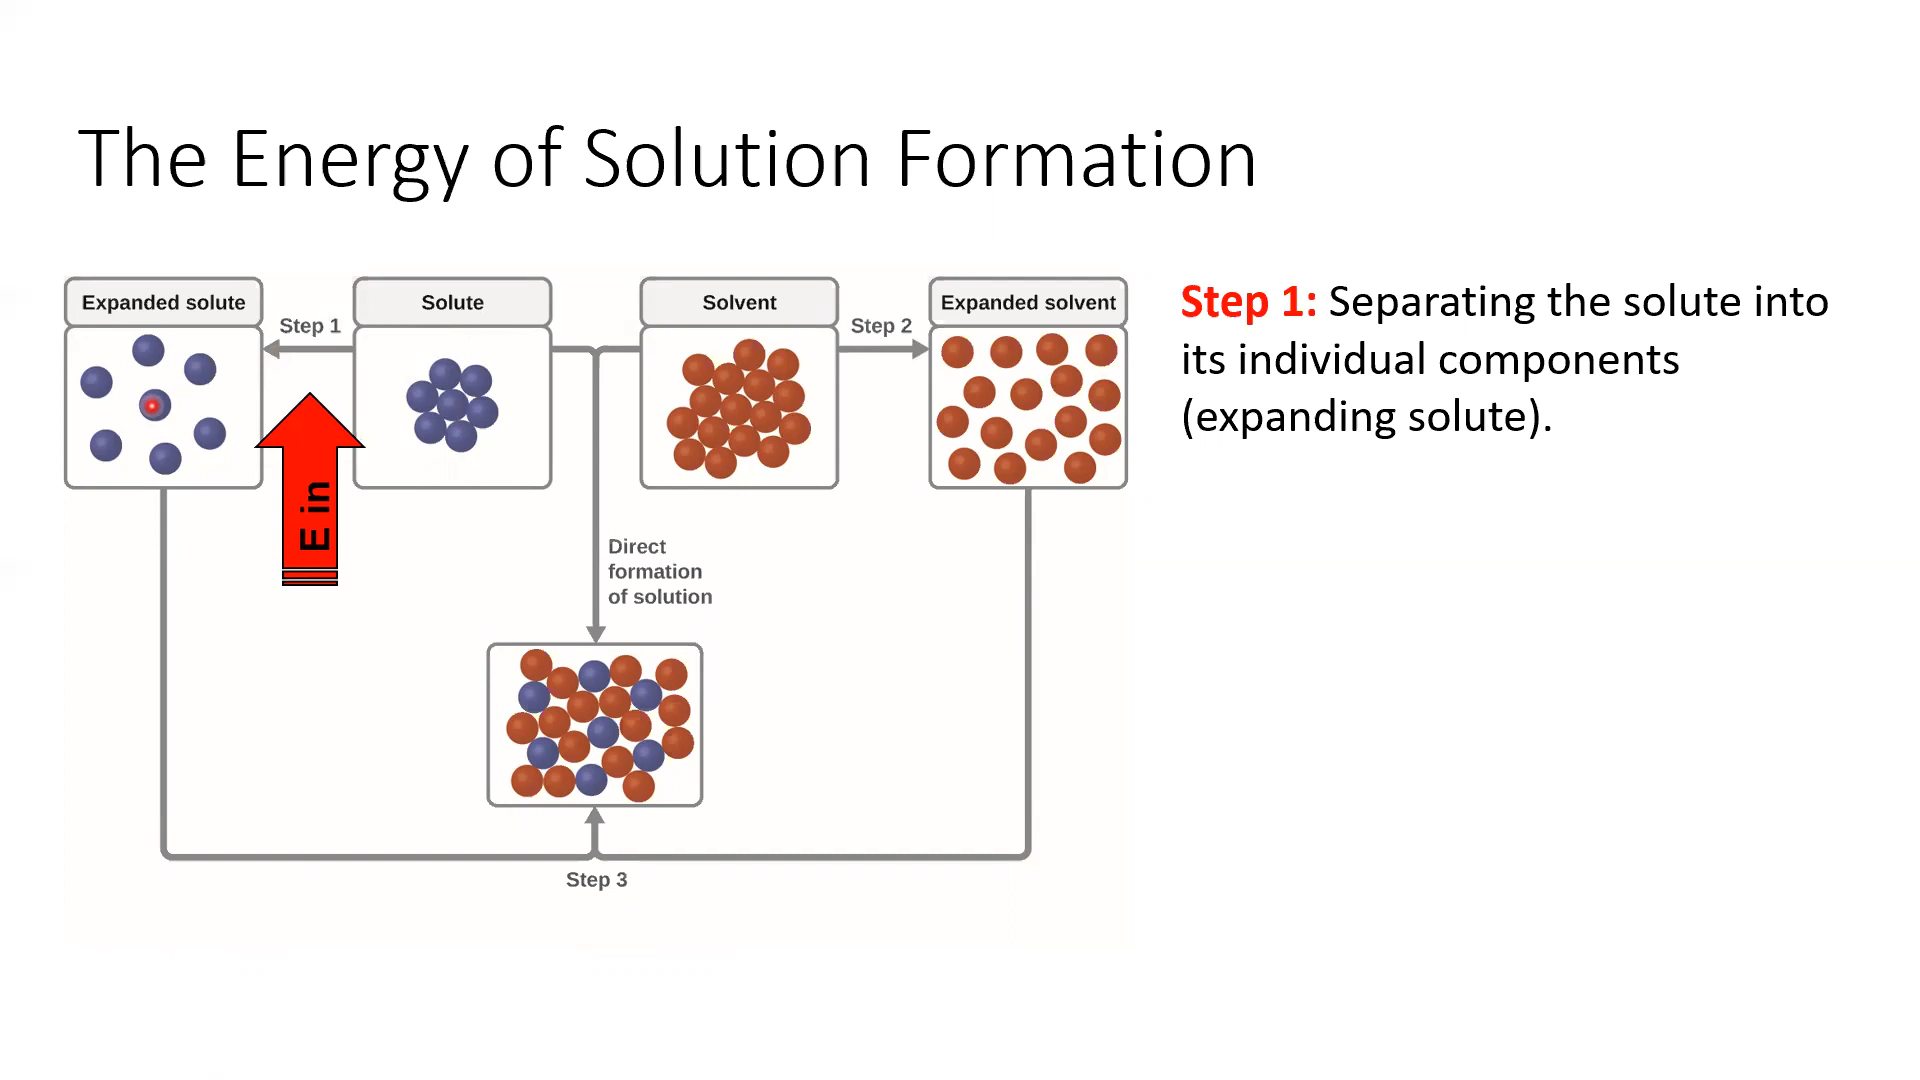 The Energy of Solution Formation
Expanded solute
Step 1
Solute
Solvent
Step 2
Expanded solvent
Step 1: Separating the solute into
its individual components
(expanding solute).
E in
Direct
formation
of solution
Step 3